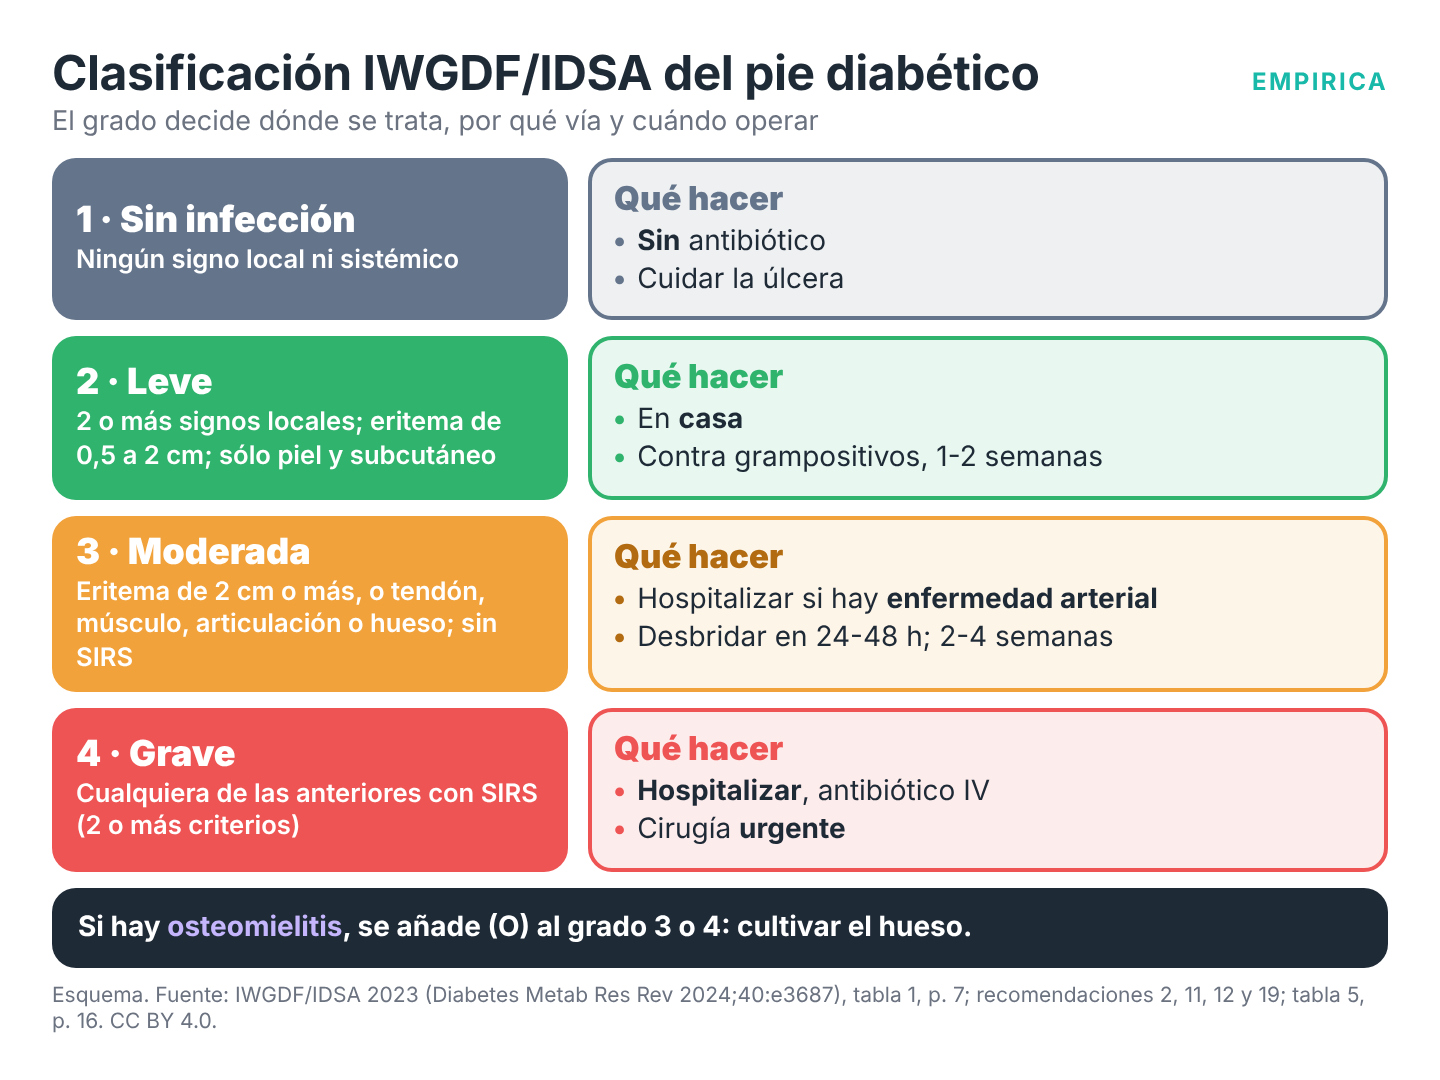 Clasificación IWGDF/IDSA del pie diabético
EMPIRICA
El grado decide dónde se trata, por qué vía y cuándo operar
1 · Sin infección
Ningún signo local ni sistémico
Qué hacer
• Sin antibiótico
• Cuidar la úlcera
2 · Leve
2 o más signos locales; eritema de
0,5 a 2 cm; sólo piel y subcutáneo
Qué hacer
• En casa
• Contra grampositivos, 1-2 semanas
3 · Moderada
Eritema de 2 cm o más, o tendón,
músculo, articulación o hueso; sin
SIRS
Qué hacer
• Hospitalizar si hay enfermedad arterial
• Desbridar en 24-48 h; 2-4 semanas
4 · Grave
Cualquiera de las anteriores con SIRS
(2 o más criterios)
Qué hacer
• Hospitalizar, antibiótico IV
• Cirugía urgente
Si hay osteomielitis, se añade (O) al grado 3 o 4: cultivar el hueso.
Esquema. Fuente: IWGDF/IDSA 2023 (Diabetes Metab Res Rev 2024;40:e3687), tabla 1, p. 7; recomendaciones 2, 11, 12 y 19; tabla 5,
p. 16. CC BY 4.0.